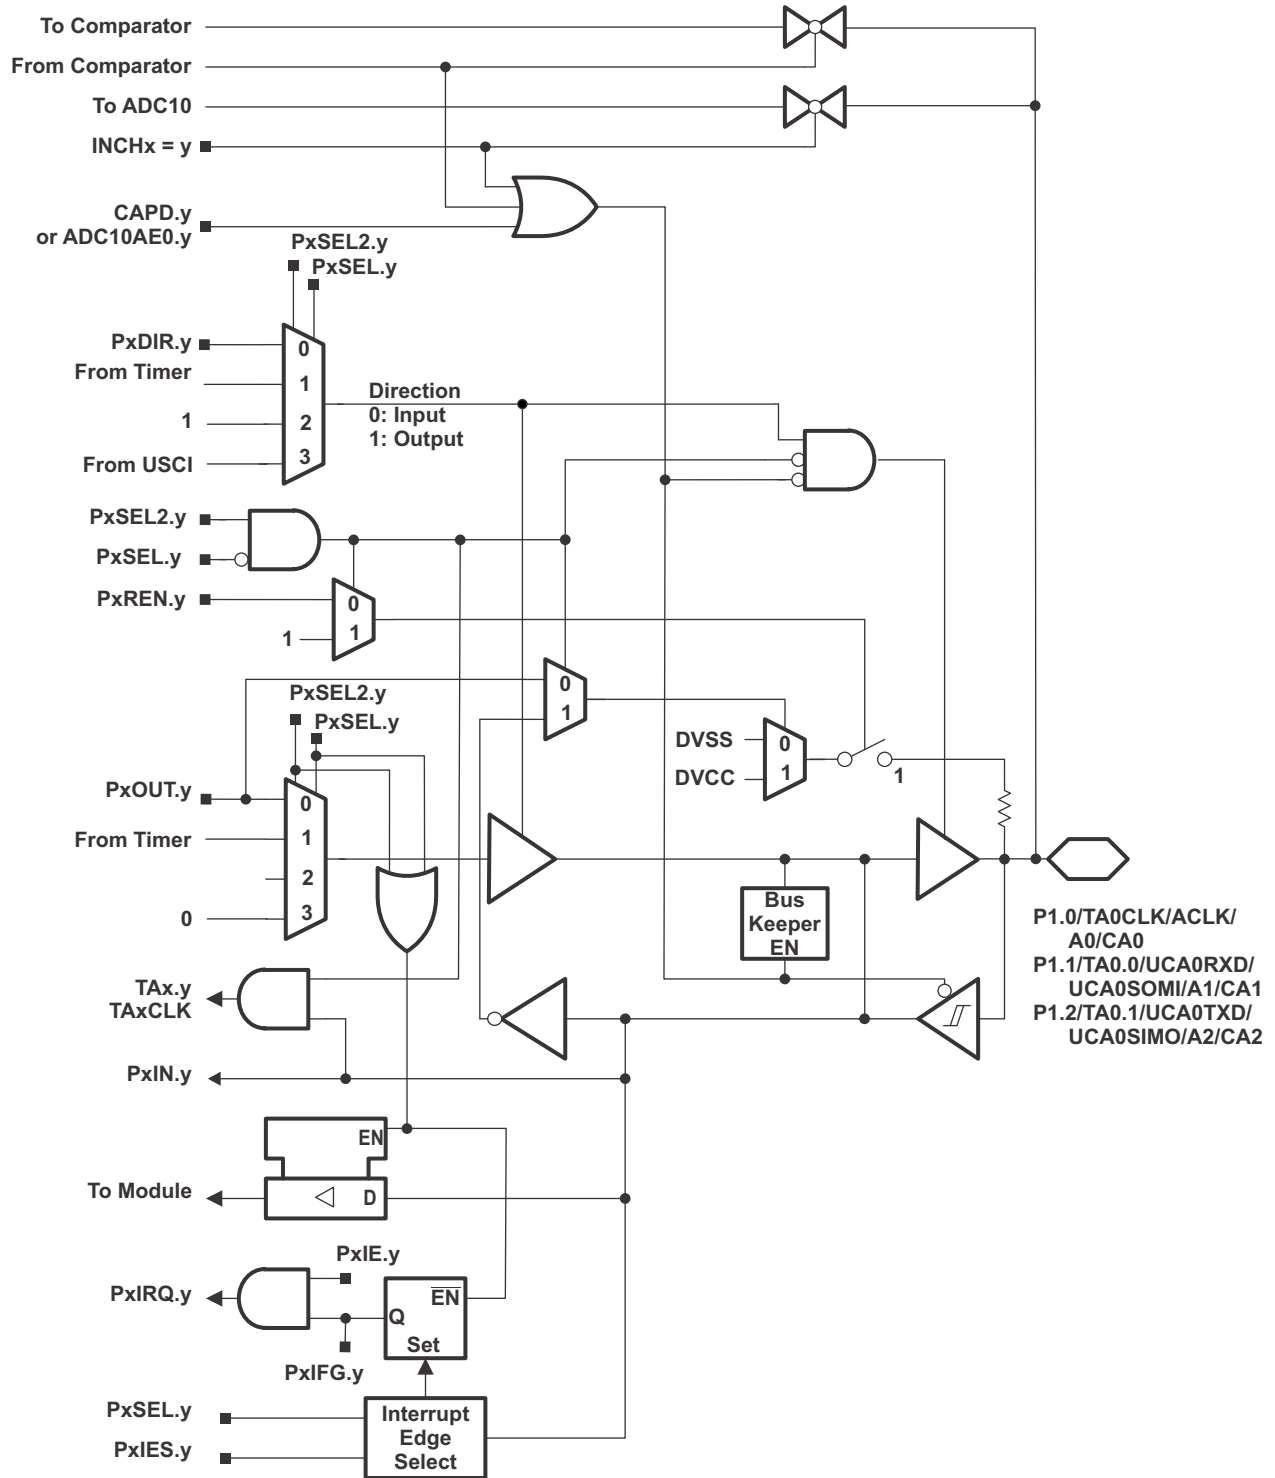 To Comparator
From Comparator
To ADC10
INCHx = y
CAPD.y
or ADC10AE0.y
PxSEL2.y
PxSEL.y
PxDIR.y
0
From Timer
1
Direction
0: Input
1: Output
1
2
From USCI
3
PxSEL2.y
PxSEL.y
PxREN.y
0
1
1
0
1
PxSEL2.y
PxSEL.y
DVSS
0
DVCC
1
1
PxOUT.y
0
From Timer
1
2
0
3
Bus
Keeper
EN
P1.0/TA0CLK/ACLK/
A0/CA0
P1.1/TA0.0/UCA0RXD/
UCA0SOMI/A1/CA1
P1.2/TA0.1/UCA0TXD/
UCA0SIMO/A2/CA2
TAx.y
TAxCLK
PxIN.y
EN
To Module
D
PxIE.y
PxIRQ.y
EN
Q
Set
PxIFG.y
PxSEL.y
PxIES.y
Interrupt
Edge
Select